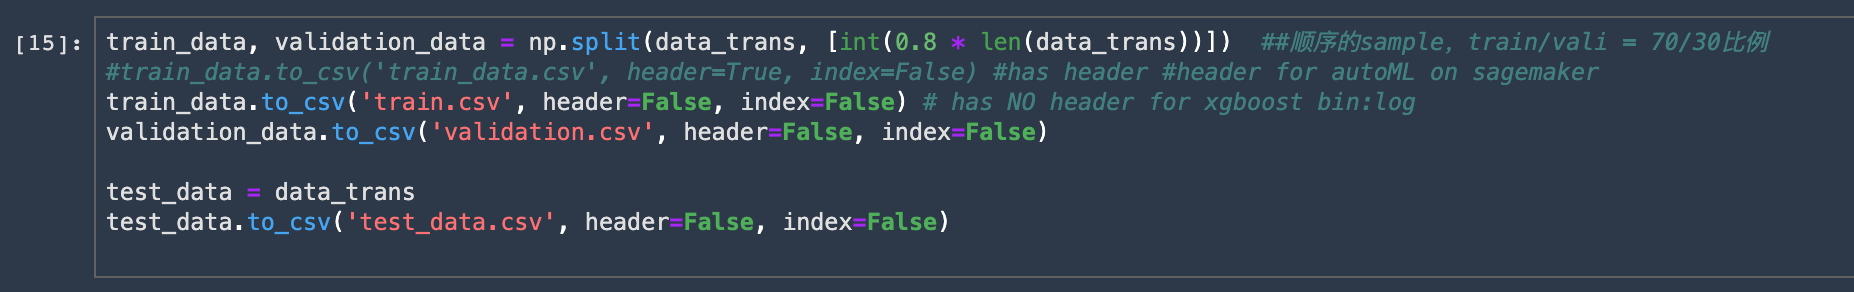 [15]: train_data, validation_data = np.split(data_trans, [int(0.8 * len(data_trans))])  ##顺序的sample, train/vali = 70/30比例
#train_data.to_csv('train_data.csv', header=True, index=False) #has header #header for autoML on sagemaker
train_data.to_csv('train.csv', header=False, index=False) # has NO header for xgboost bin:log
validation_data.to_csv('validation.csv', header=False, index=False)
test_data = data_trans
test_data.to_csv('test_data.csv', header=False, index=False)